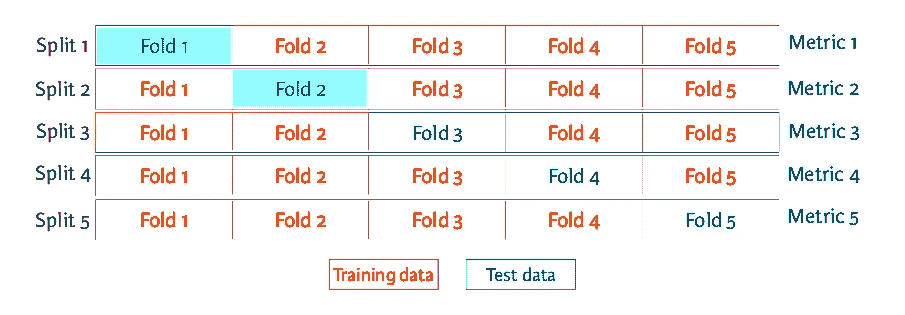 Split 1 Fold 1 Fold 2 Fold 3 Fold 4 Fold 5 Metric 1
Split 2 Fold 1 Fold 2 Fold 3 Fold 4 Fold 5 Metric 2
Split 3 Fold 1 Fold 2 Fold 3 Fold 4 Fold 5 Metric 3
Split 4 Fold 1 Fold 2 Fold 3 Fold 4 Fold 5 Metric 4
Split 5 Fold 1 Fold 2 Fold 3 Fold 4 Fold 5 Metric 5
Training data Test data